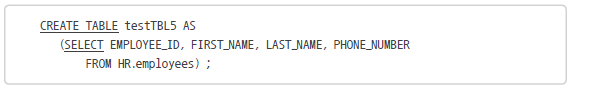 CREATE TABLE testTBL5 AS
(SELECT EMPLOYEE_ID, FIRST_NAME, LAST_NAME, PHONE_NUMBER
FROM HR.employees) ;